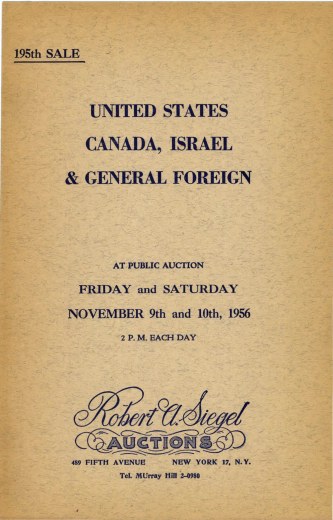 195th SALE
UNITED STATES
CANADA, ISRAEL
& GENERAL FOREIGN
AT PUBLIC AUCTION
FRIDAY and SATURDAY
NOVEMBER 9th and 10th, 1956
2 P. M. EACH DAY
Robert A. Siegel
AUCTIONS
489 FIFTH AVENUE NEW YORK 17, N. Y.
Tel. MUrray Hill 2-0980